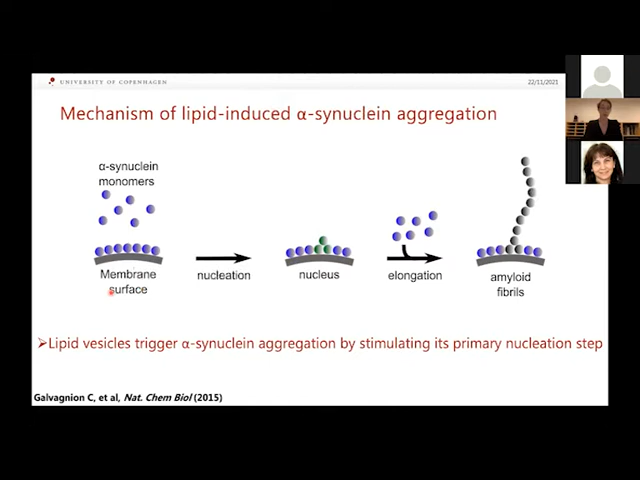 UNIVERSITY OF COPENHAGEN
22/11/2021
Mechanism of lipid-induced α-synuclein aggregation
α-synuclein
monomers
Membrane
surface
nucleation
nucleus
elongation
amyloid
fibrils
➤Lipid vesicles trigger α-synuclein aggregation by stimulating its primary nucleation step
Galvagnion C, et al, Nat. Chem Biol (2015)